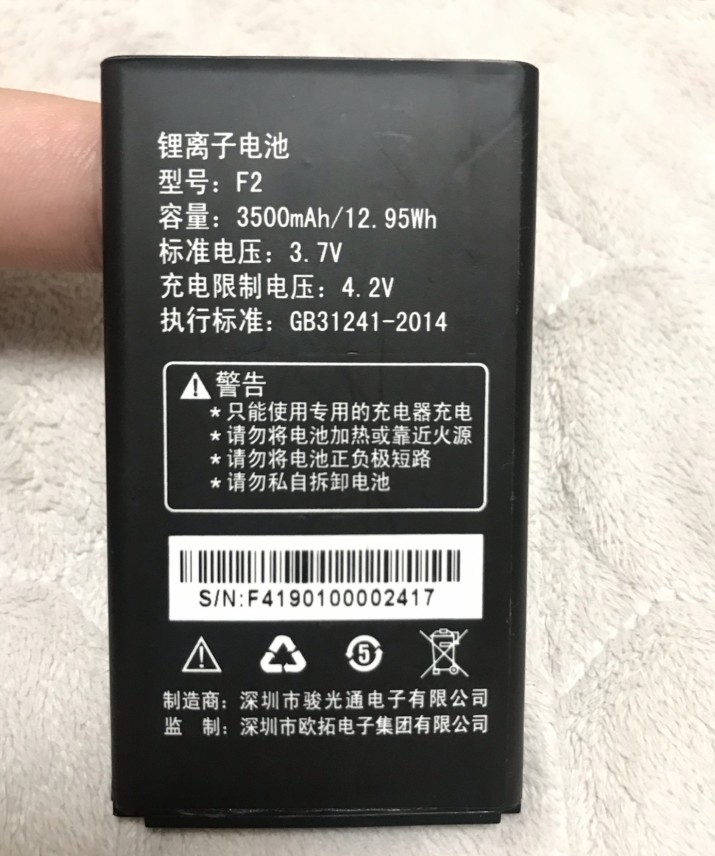 锂离子电池
型号：F2
容量：3500mAh/12.95Wh
标准电压：3.7V
充电限制电压：4.2V
执行标准：GB31241-2014
警告
*只能使用专用的充电器充电
*请勿将电池加热或靠近火源
*请勿将电池正负极短路
*请勿私自拆卸电池
S/N:F4190100002417
5
制造商：深圳市骏光通电子有限公司
监　制：深圳市欧拓电子集团有限公司